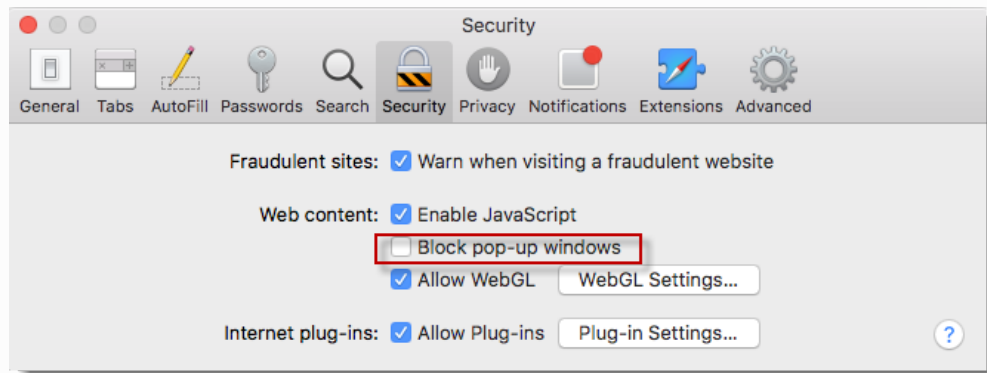 Security
General Tabs AutoFill Passwords Search Security Privacy Notifications Extensions Advanced
Fraudulent sites: Warn when visiting a fraudulent website
Web content: Enable JavaScript
Block pop-up windows
Allow WebGL WebGL Settings...
Internet plug-ins: Allow Plug-ins Plug-in Settings... ?